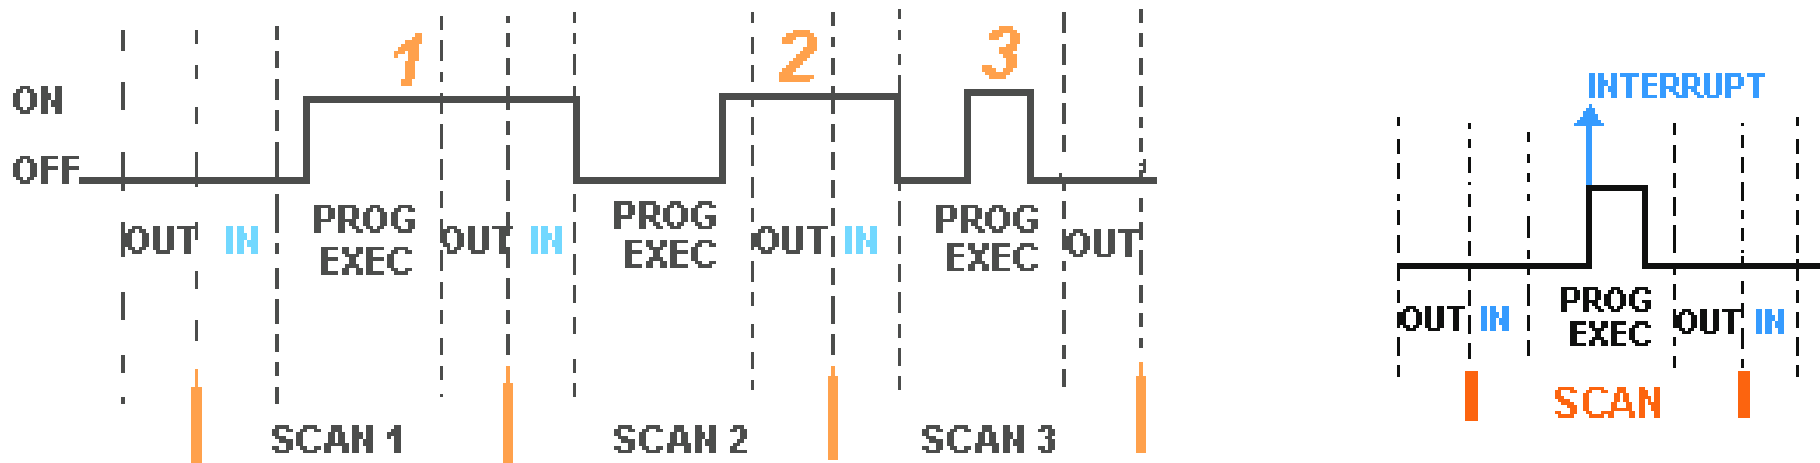 1 2 3
INTERRUPT
ON
OFF
OUT IN PROG EXEC OUT IN PROG EXEC OUT IN PROG EXEC OUT
OUT IN PROG EXEC OUT IN
SCAN 1 SCAN 2 SCAN 3
SCAN